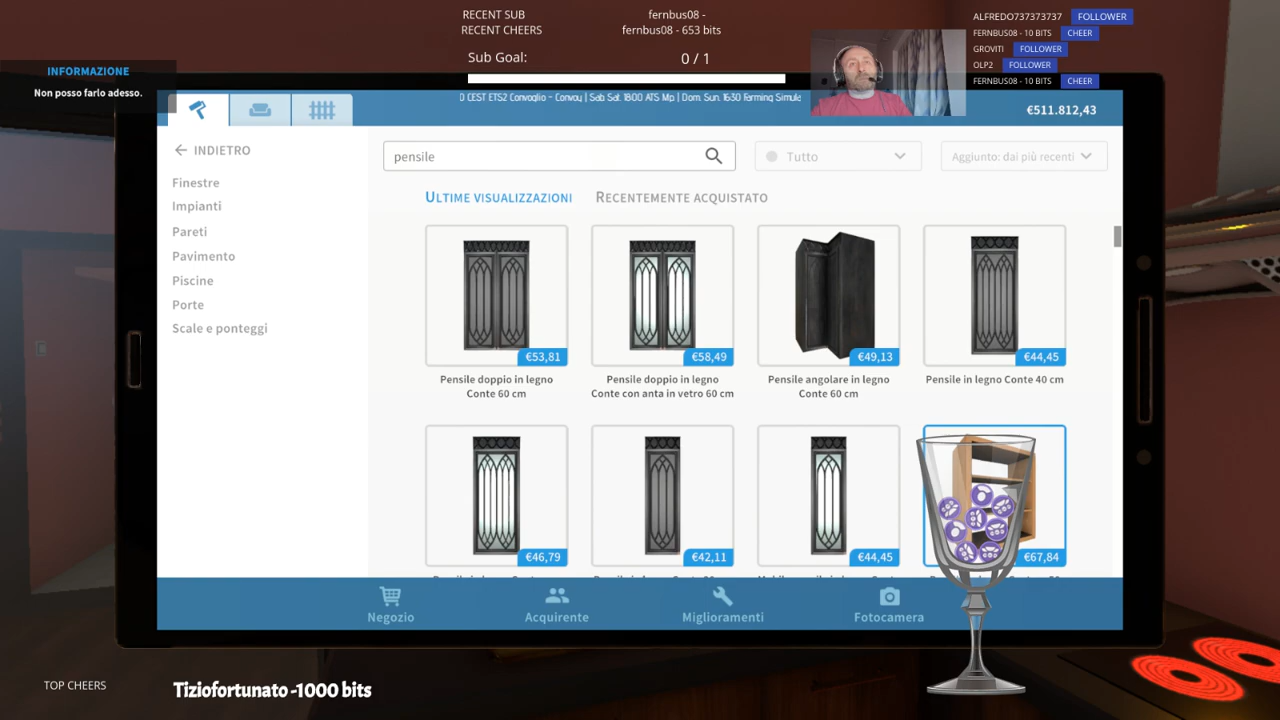 RECENT SUB
fernbus08 -
RECENT CHEERS
fernbus08 - 653 bits
Sub Goal:
0 / 1
ALFREDO737373737 FOLLOWER
FERNBUS08 - 10 BITS CHEER
GROVITI FOLLOWER
OLP2 FOLLOWER
FERNBUS08 - 10 BITS CHEER
INFORMAZIONE
Non posso farlo adesso.
CEST ETS2 Convoglio - Convoy | Sab Sat 18:00 ATS Mp | Dom. Sun. 16:30 Farming Simula
€511.812,43
INDIETRO
Finestre
Impianti
Pareti
Pavimento
Piscine
Porte
Scale e ponteggi
pensile
Tutto
Aggiunto: dai più recenti
ULTIME VISUALIZZAZIONI
RECENTEMENTE ACQUISTATO
€53,81
€58,49
€49,13
€44,45
Pensile doppio in legno
Conte 60 cm
Pensile doppio in legno
Conte con anta in vetro 60 cm
Pensile angolare in legno
Conte 60 cm
Pensile in legno Conte 40 cm
€46,79
€42,11
€44,45
€67,84
Negozio
Acquirente
Miglioramenti
Fotocamera
TOP CHEERS
Tiziofortunato -1000 bits